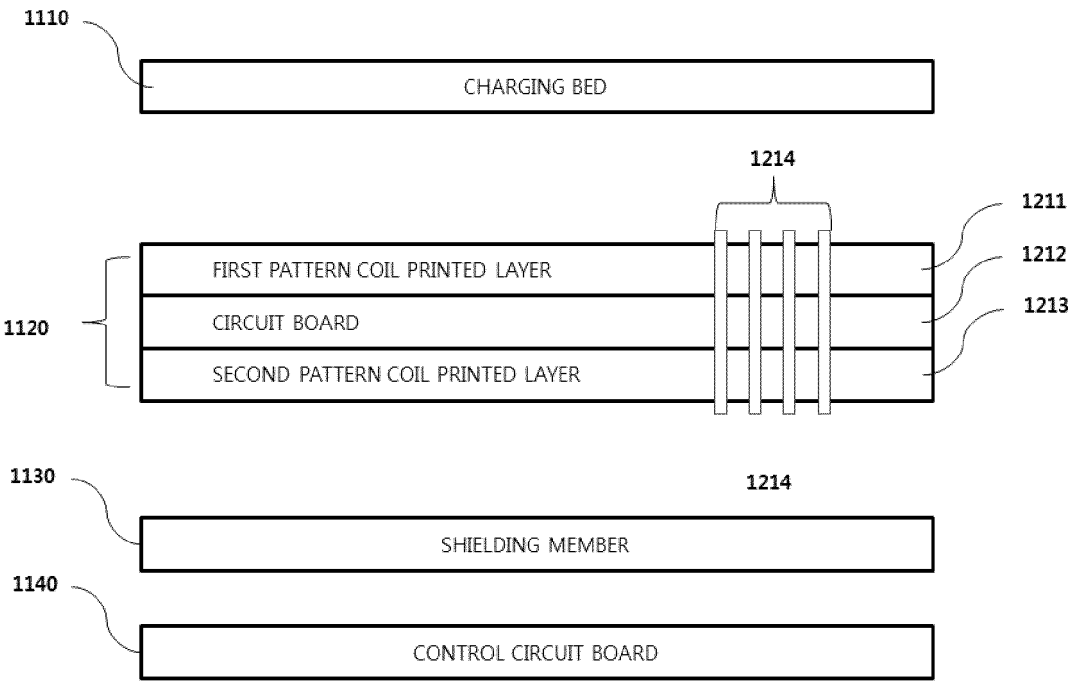 1110
CHARGING BED
1214
1211
FIRST PATTERN COIL PRINTED LAYER
1212
CIRCUIT BOARD
1213
1120
SECOND PATTERN COIL PRINTED LAYER
1130
1214
SHIELDING MEMBER
1140
CONTROL CIRCUIT BOARD